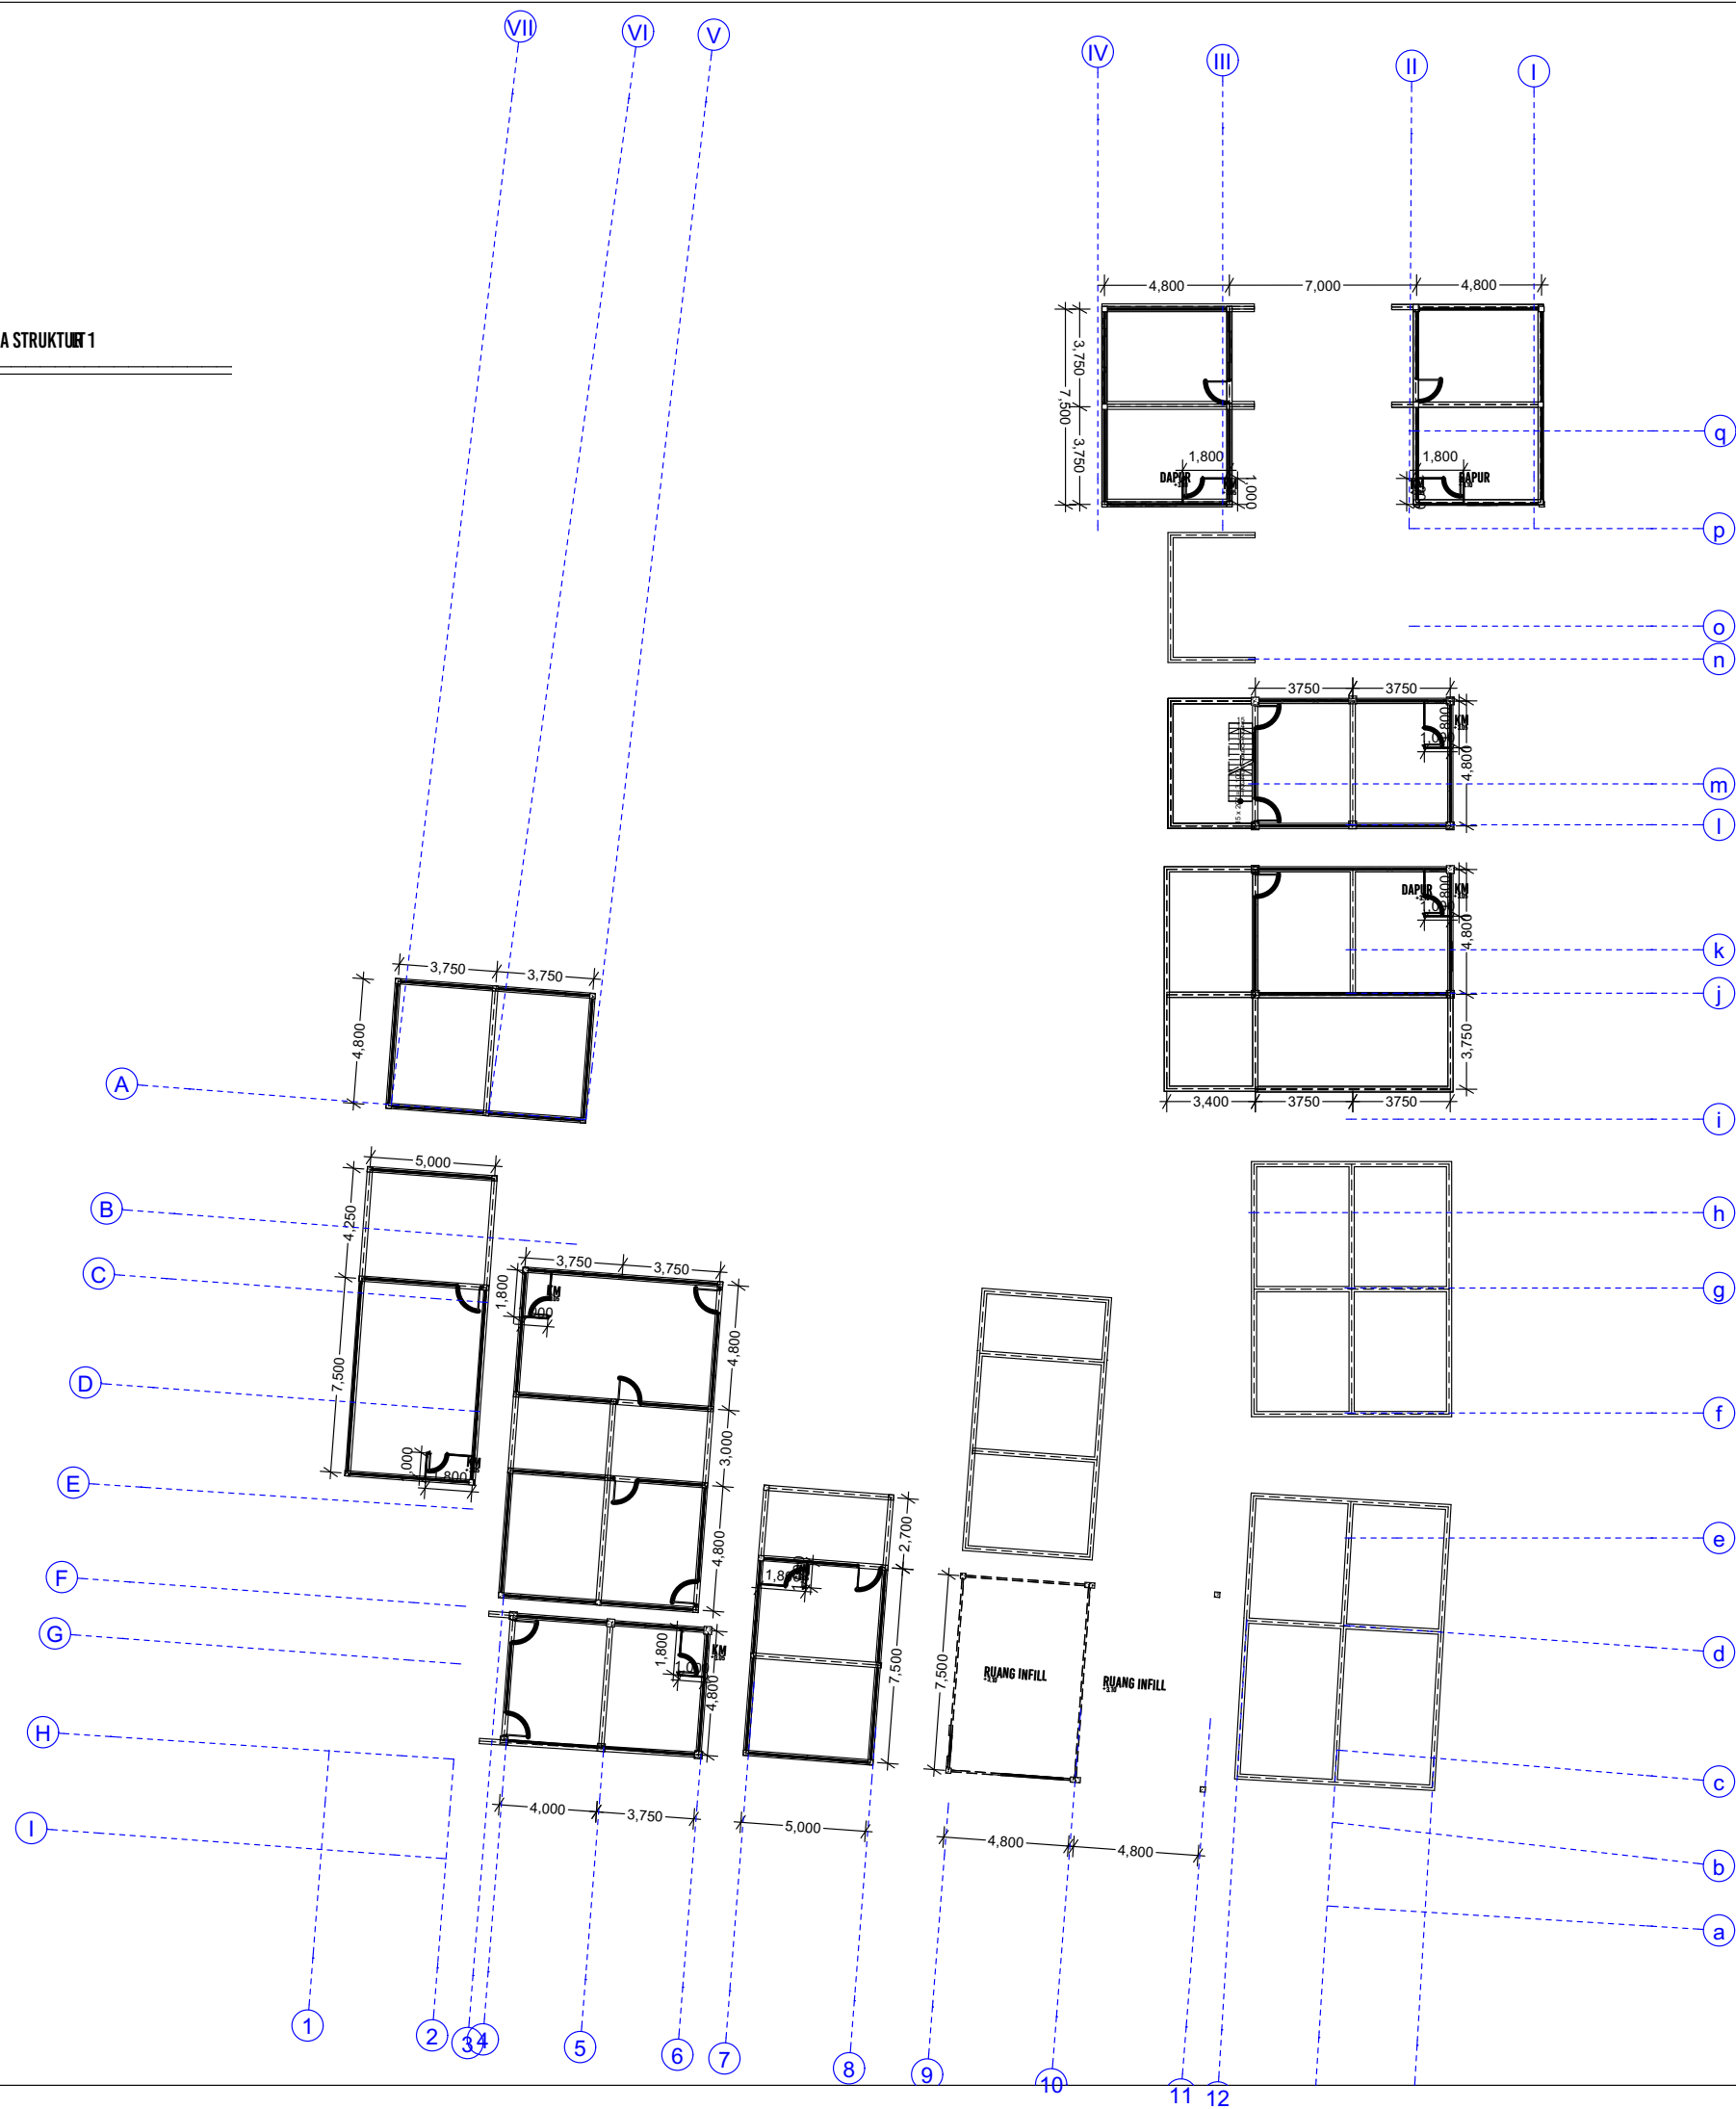 VII
VI
V
IV
III
II
I
4,800
7,000
4,800
A STRUKTUR
1
3,750
7,500
3,750
q
1,800
1,800
DAPUR
DAPUR
1,000
p
o
n
3750
3750
KM
4,800
m
l
DAPUR
KM
4,800
k
j
3,750
3,400
3750
3750
i
3,750
3,750
4,800
A
5,000
4,250
B
C
7,500
D
E
1,800
KM
3,750
3,750
1,800
KM
4,800
3,000
4,800
h
g
f
e
d
c
b
a
F
G
1,800
KM
4,800
H
I
2,700
7,500
7,500
RUANG INFILL
RUANG INFILL
4,000
3,750
5,000
4,800
4,800
1
2
3
4
5
6
7
8
9
10
11
12